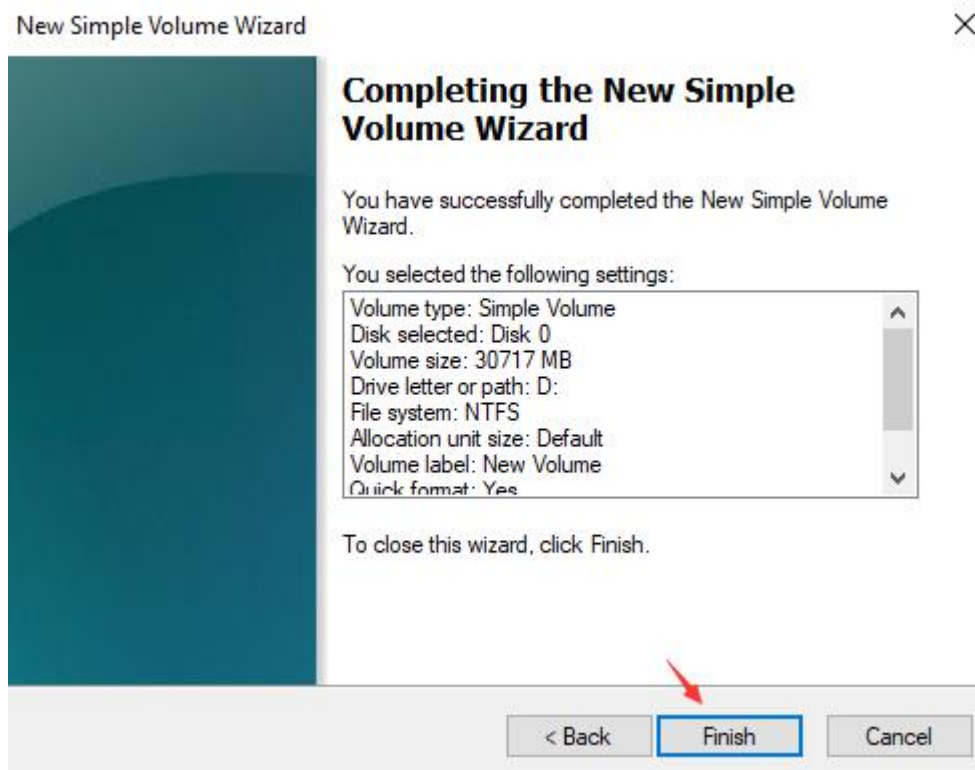 New Simple Volume Wizard
Completing the New Simple
Volume Wizard
You have successfully completed the New Simple Volume
Wizard.
You selected the following settings:
Volume type: Simple Volume
Disk selected: Disk 0
Volume size: 30717 MB
Drive letter or path: D:
File system: NTFS
Allocation unit size: Default
Volume label: New Volume
Quick format: Yes
To close this wizard, click Finish.
< Back
Finish
Cancel